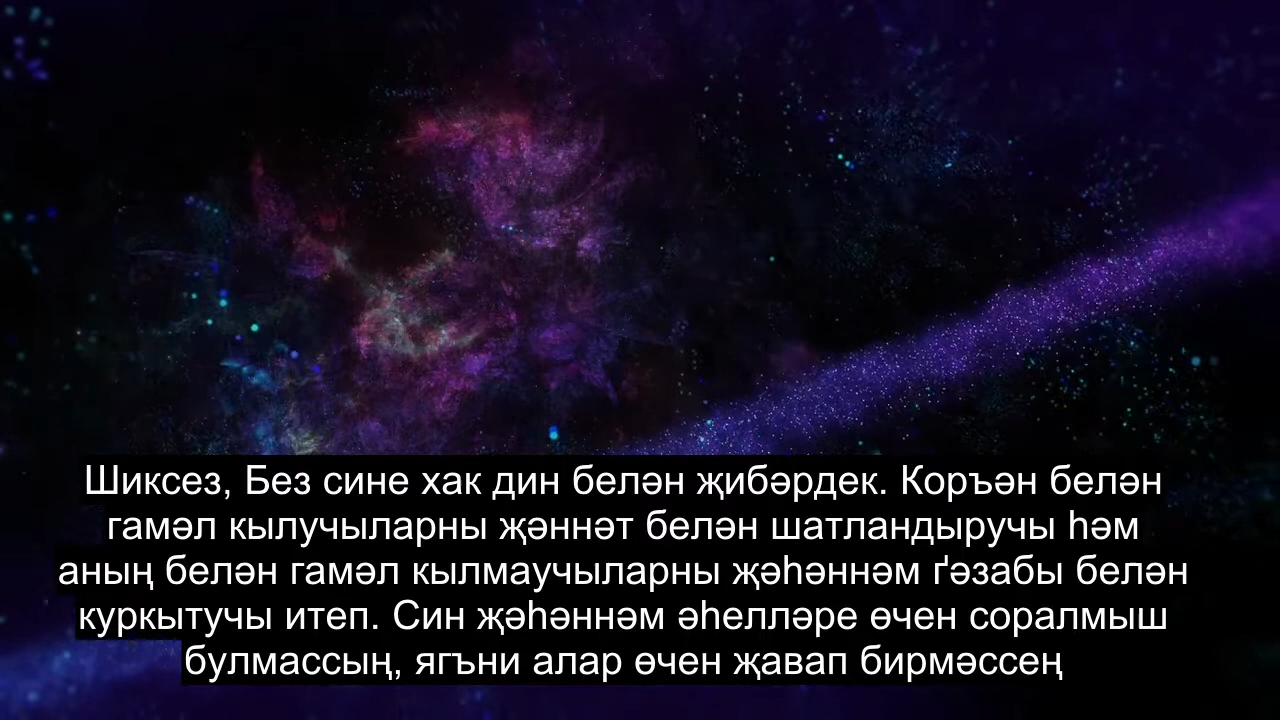 Шиксез, Без сине хак дин белән җибәрдек. Коръән белән
гамәл кылучыларны җәннәт белән шатландыручы һәм
аның белән гамәл кылмаучыларны җәһәннәм ґәзабы белән
куркытучы итеп. Син җәһәннәм әһелләре өчен соралмыш
булмассың, ягъни алар өчен җавап бирмәссең